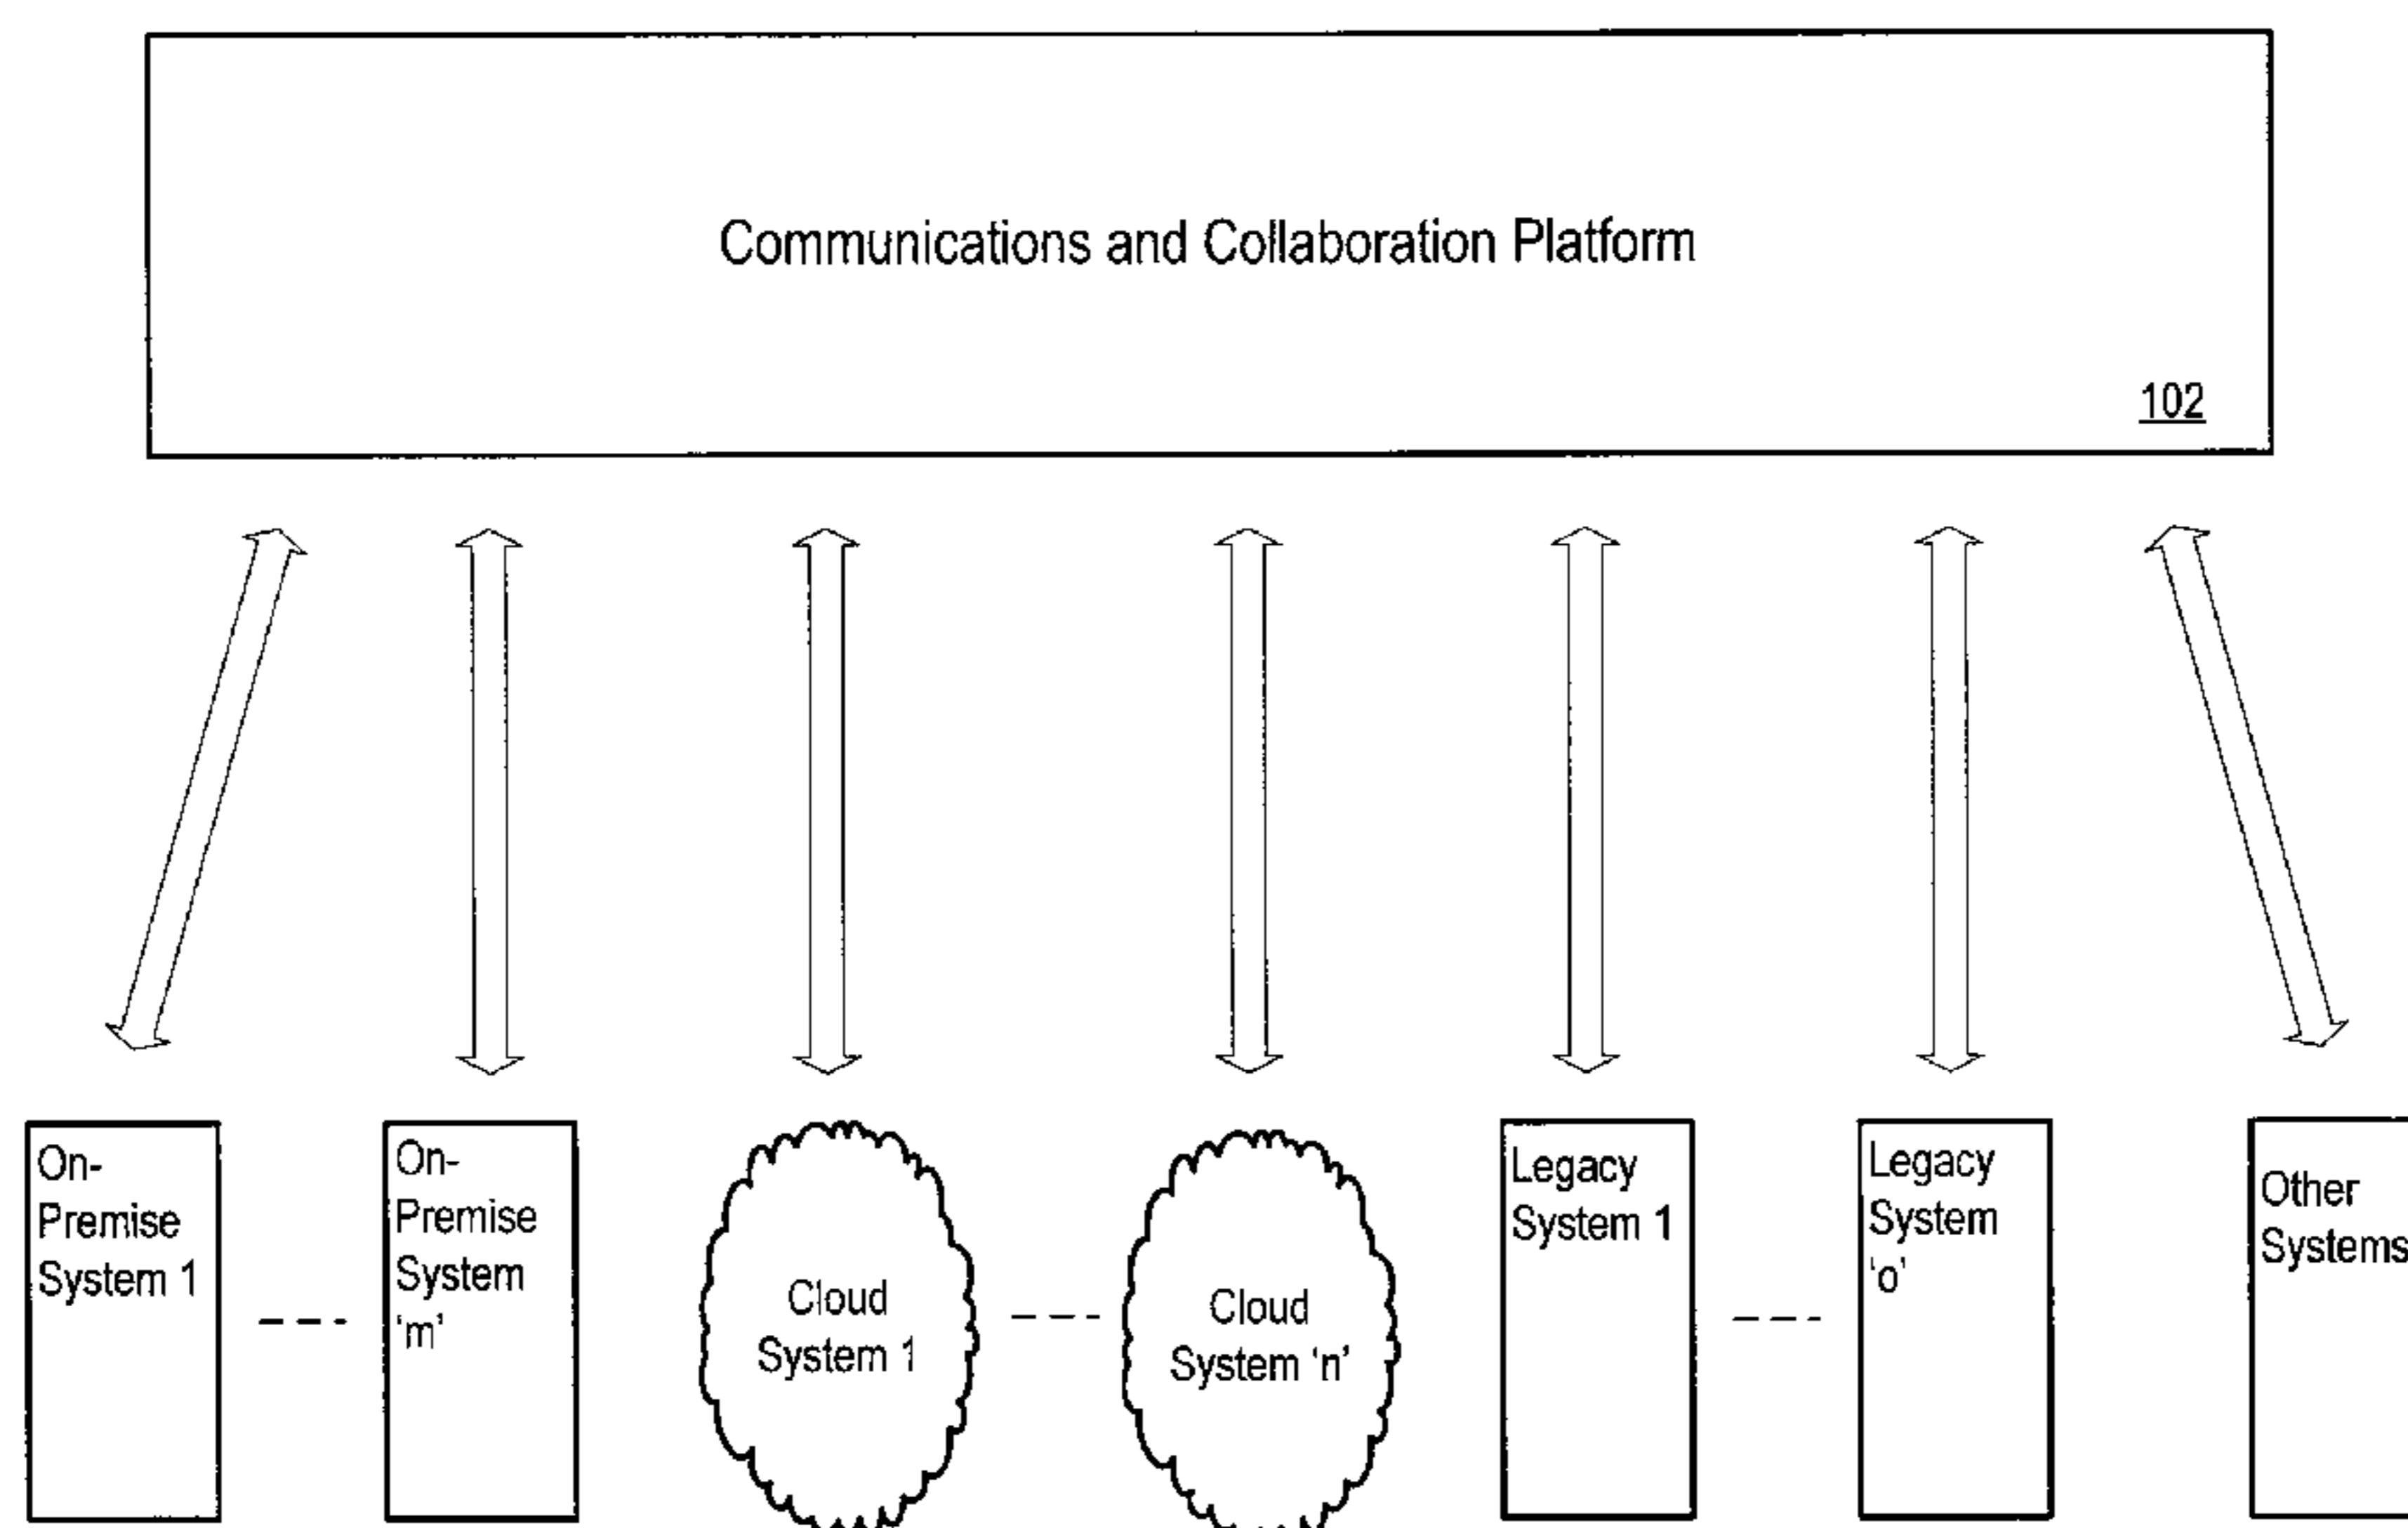 Communications and Collaboration Platform
102
On-
Premise
System 1
On-
Premise
System
'm'
Cloud
System 1
Cloud
System 'n'
Legacy
System 1
Legacy
System
'o'
Other
Systems